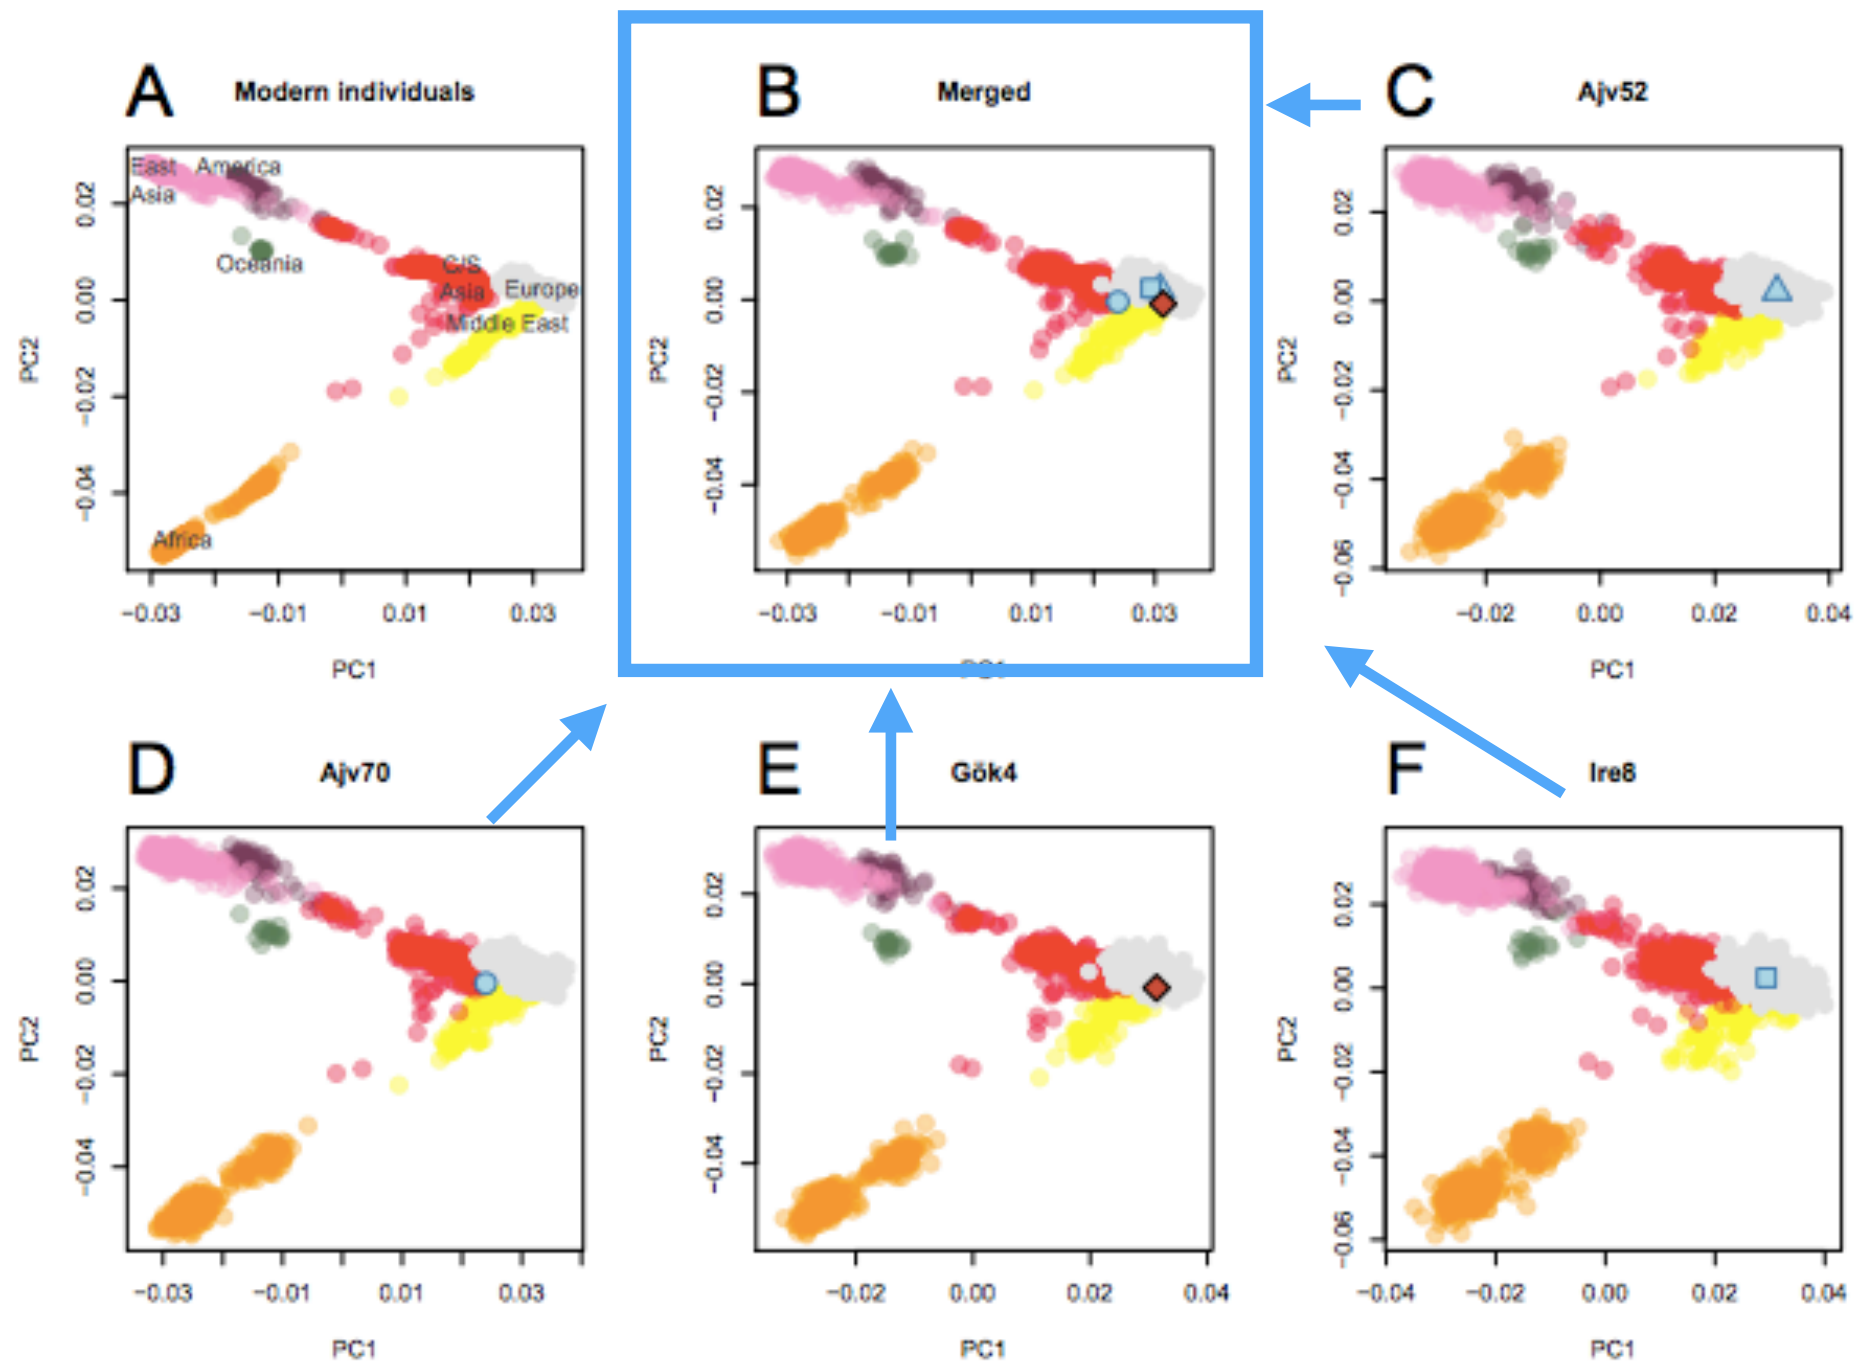 A Modern individuals
East America
Asia
Oceania
C/S
Asia
Europe
Middle East
Africa
PC2
0.02
0.00
−0.02
−0.04
−0.03 −0.01 0.01 0.03
PC1
B Merged
PC2
0.02
0.00
−0.02
−0.04
−0.03 −0.01 0.01 0.03
PC1
C Ajv52
PC2
0.02
0.00
−0.02
−0.04
−0.06
−0.02 0.00 0.02 0.04
PC1
D Ajv70
PC2
0.02
0.00
−0.02
−0.04
−0.03 −0.01 0.01 0.03
PC1
E Gök4
PC2
0.02
0.00
−0.02
−0.04
−0.02 0.00 0.02 0.04
PC1
F Ire8
PC2
0.02
0.00
−0.02
−0.04
−0.06
−0.04 −0.02 0.00 0.02 0.04
PC1